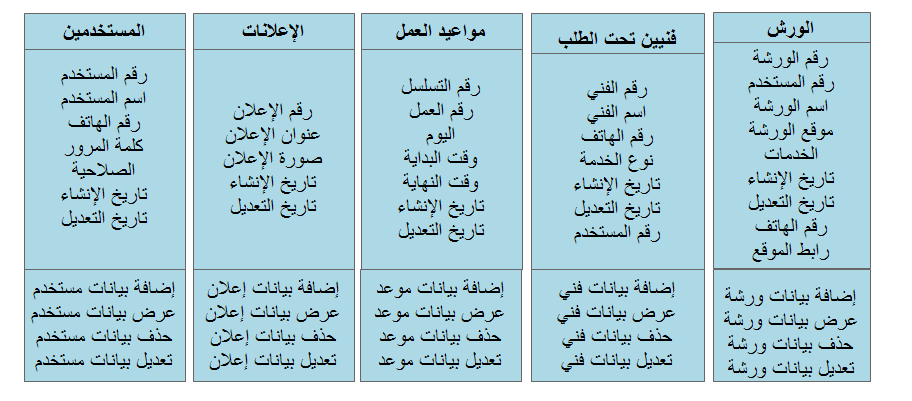 الورش
رقم الورشة
رقم المستخدم
اسم الورشة
موقع الورشة
الخدمات
تاريخ الإنشاء
تاريخ التعديل
رقم الهاتف
رابط الموقع
إضافة بيانات ورشة
عرض بيانات ورشة
حذف بيانات ورشة
تعديل بيانات ورشة
فنيين تحت الطلب
رقم الفني
اسم الفني
رقم الهاتف
نوع الخدمة
تاريخ الإنشاء
تاريخ التعديل
رقم المستخدم
إضافة بيانات فني
عرض بيانات فني
حذف بيانات فني
تعديل بيانات فني
مواعيد العمل
رقم التسلسل
رقم العمل
اليوم
وقت البداية
وقت النهاية
تاريخ الإنشاء
تاريخ التعديل
إضافة بيانات موعد
عرض بيانات موعد
حذف بيانات موعد
تعديل بيانات موعد
الإعلانات
رقم الإعلان
عنوان الإعلان
صورة الإعلان
تاريخ الإنشاء
تاريخ التعديل
إضافة بيانات إعلان
عرض بيانات إعلان
حذف بيانات إعلان
تعديل بيانات إعلان
المستخدمين
رقم المستخدم
اسم المستخدم
رقم الهاتف
كلمة المرور
الصلاحية
تاريخ الإنشاء
تاريخ التعديل
إضافة بيانات مستخدم
عرض بيانات مستخدم
حذف بيانات مستخدم
تعديل بيانات مستخدم